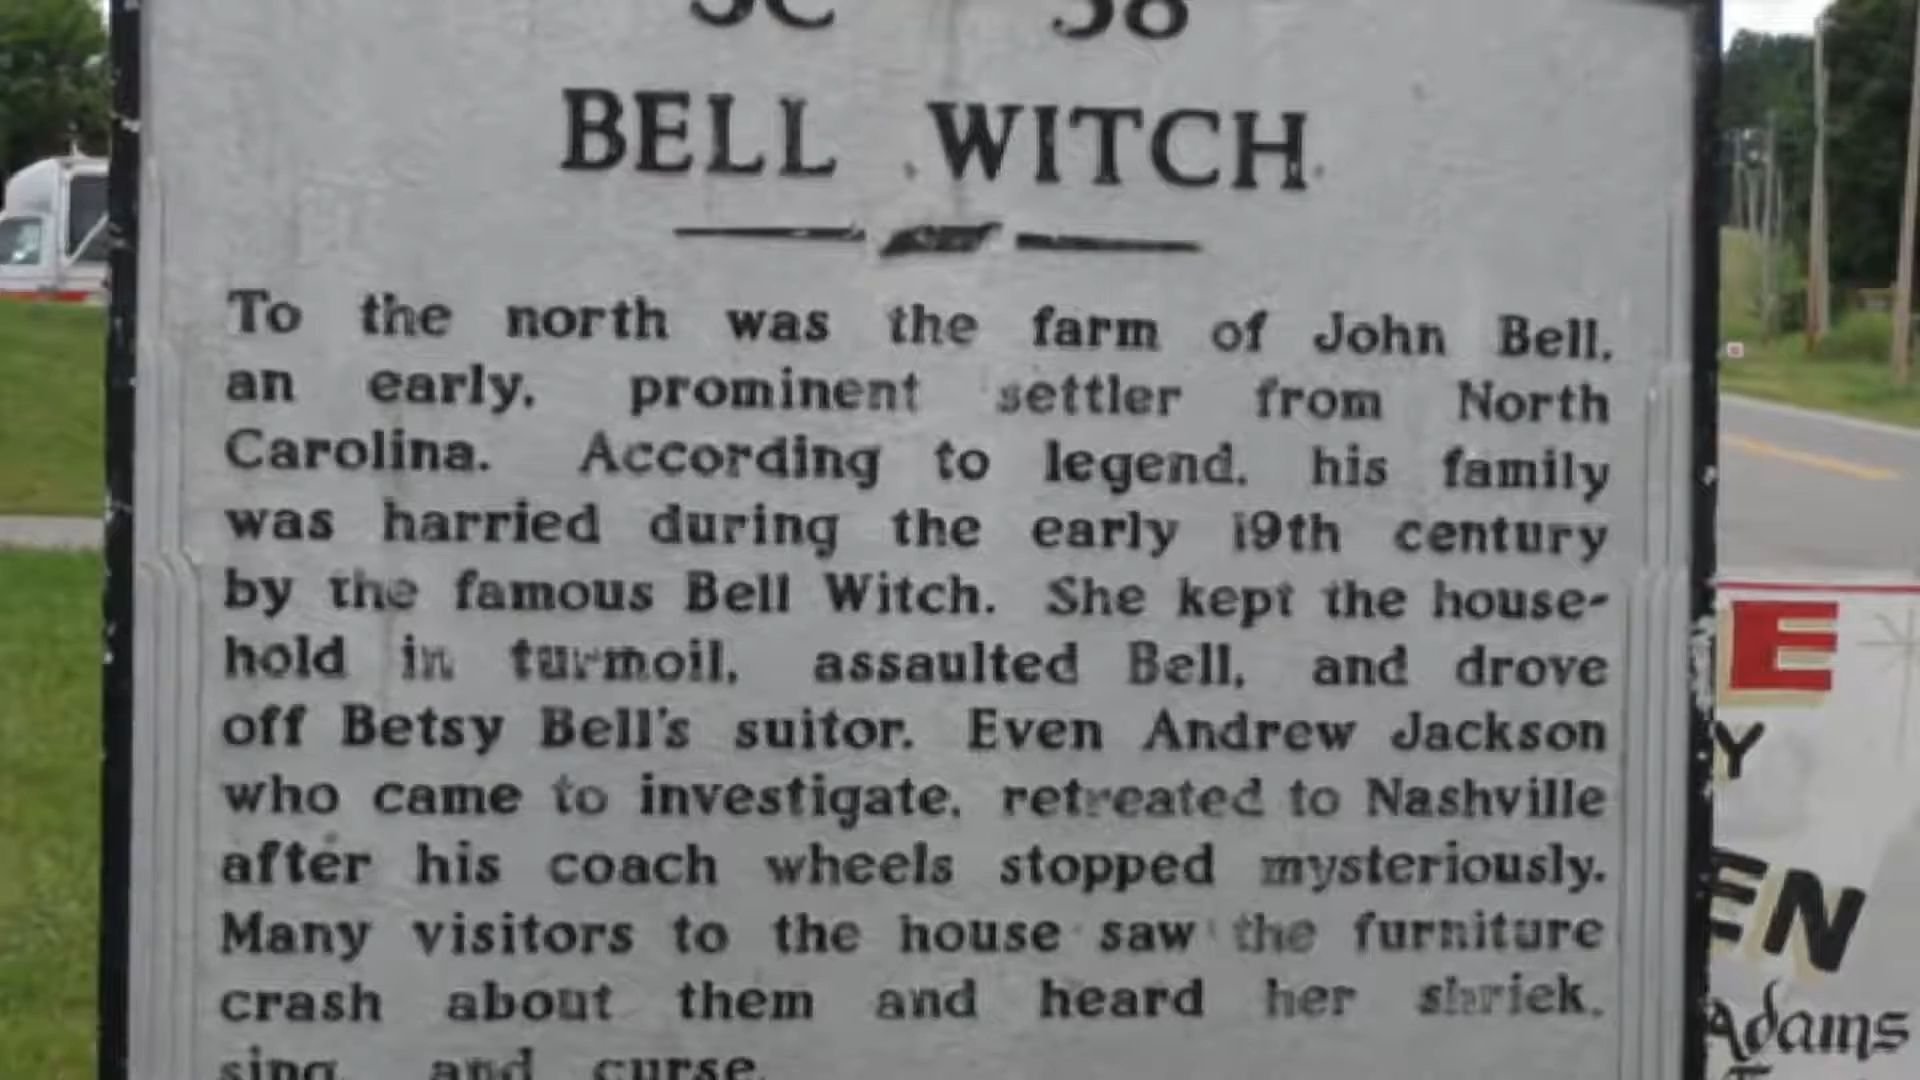 3C 38
BELL WITCH
To the north was the farm of John Bell,
an early, prominent settler from North
Carolina. According to legend, his family
was harried during the early 19th century
by the famous Bell Witch. She kept the house-
hold in turmoil, assaulted Bell, and drove
off Betsy Bell's suitor. Even Andrew Jackson
who came to investigate, retreated to Nashville
after his coach wheels stopped mysteriously.
Many visitors to the house saw the furniture
crash about them and heard her shriek,
sing, and curse.
E
Y
EN
Adams